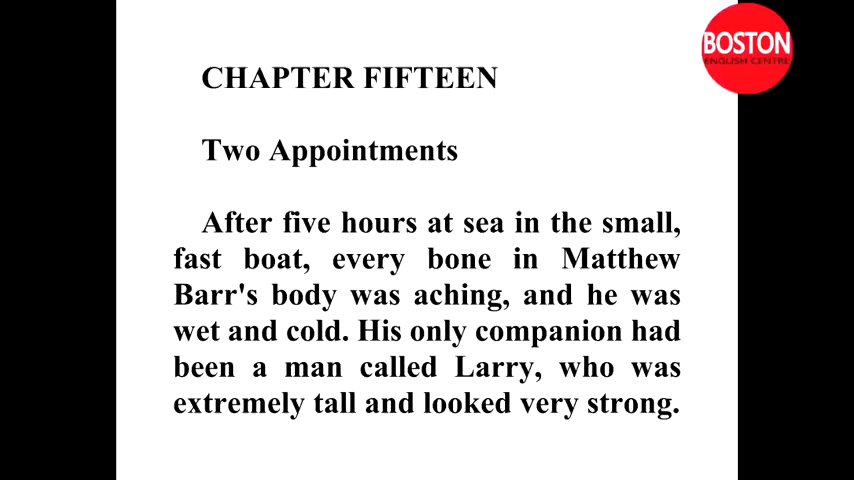 BOSTON
ENGLISH CENTRE
CHAPTER FIFTEEN
Two Appointments
After five hours at sea in the small,
fast boat, every bone in Matthew
Barr's body was aching, and he was
wet and cold. His only companion had
been a man called Larry, who was
extremely tall and looked very strong.